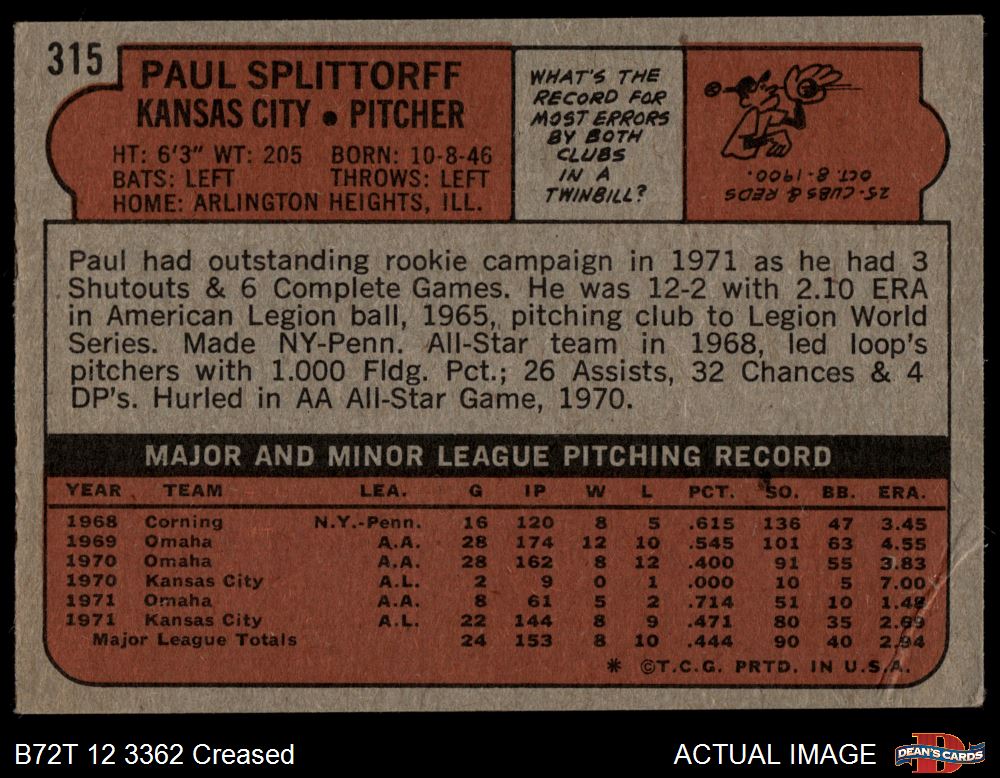 315
PAUL SPLITTORFF
KANSAS CITY • PITCHER
HT: 6'3" WT: 205 BORN: 10-8-46
BATS: LEFT THROWS: LEFT
HOME: ARLINGTON HEIGHTS, ILL.
WHAT'S THE
RECORD FOR
MOST ERRORS
BY BOTH
CLUBS
IN A
TWINBILL?
25-CUBS & REDS
OCT. 8-1900.
Paul had outstanding rookie campaign in 1971 as he had 3
Shutouts & 6 Complete Games. He was 12-2 with 2.10 ERA
in American Legion ball, 1965, pitching club to Legion World
Series. Made NY-Penn. All-Star team in 1968, led loop's
pitchers with 1.000 Fldg. Pct.; 26 Assists, 32 Chances & 4
DP's. Hurled in AA All-Star Game, 1970.
MAJOR AND MINOR LEAGUE PITCHING RECORD
YEAR TEAM LEA. G IP W L PCT. SO. BB. ERA.
1968 Corning N.Y.-Penn. 16 120 8 5 .615 136 47 3.45
1969 Omaha A.A. 28 174 12 10 .545 101 63 4.55
1970 Omaha A.A. 28 162 8 12 .400 91 55 3.83
1970 Kansas City A.L. 2 9 0 1 .000 10 5 7.00
1971 Omaha A.A. 8 61 5 2 .714 51 10 1.48
1971 Kansas City A.L. 22 144 8 9 .471 80 35 2.69
Major League Totals 24 153 8 10 .444 90 40 2.94
* ©T.C.G. PRTD. IN U.S.A.
B72T 12 3362 Creased ACTUAL IMAGE DEAN'S CARDS